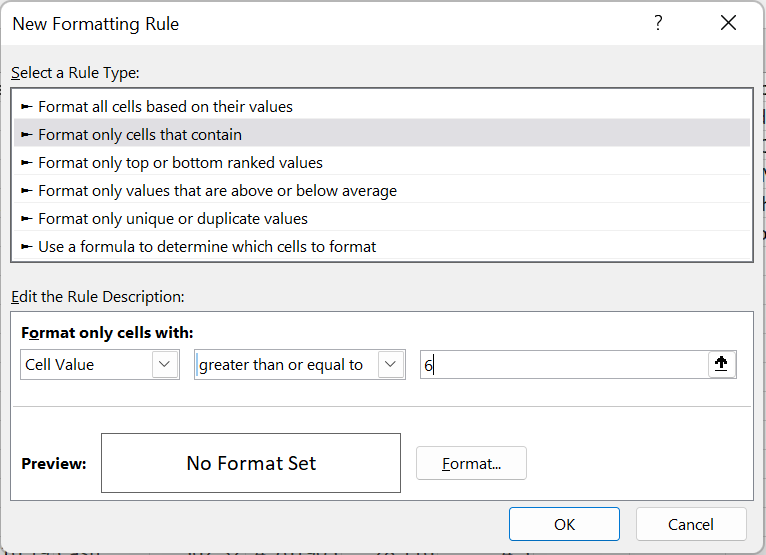 New Formatting Rule ?
Select a Rule Type:
► Format all cells based on their values
► Format only cells that contain
► Format only top or bottom ranked values
► Format only values that are above or below average
► Format only unique or duplicate values
► Use a formula to determine which cells to format
Edit the Rule Description:
Format only cells with:
Cell Value greater than or equal to 6
Preview: No Format Set Format...
OK Cancel